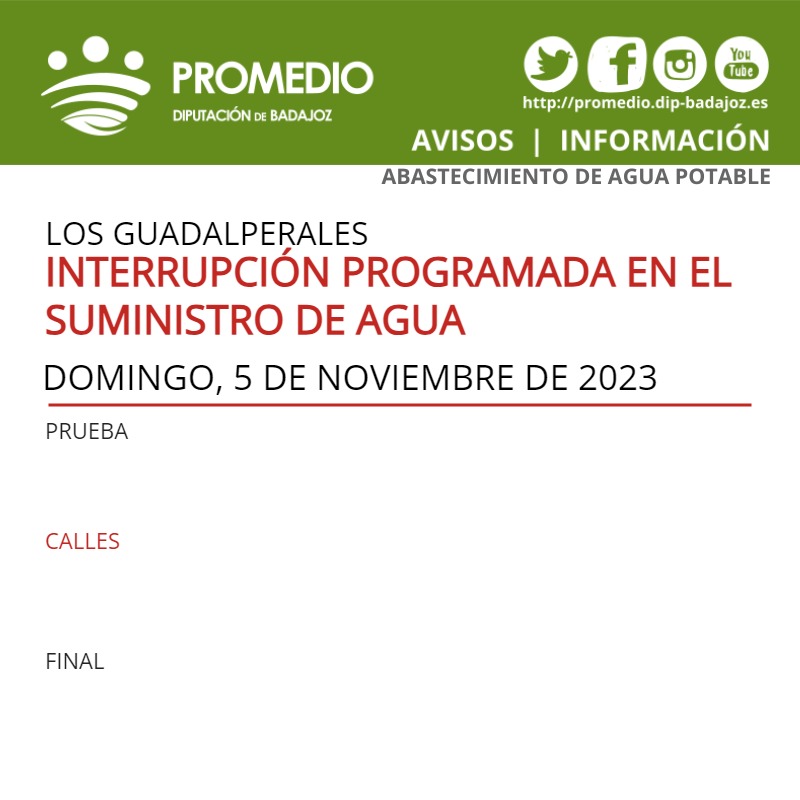 PROMEDIO
DIPUTACIÓN DE BADAJOZ
You
Tube
http://promedio.dip-badajoz.es
AVISOS | INFORMACIÓN
ABASTECIMIENTO DE AGUA POTABLE
LOS GUADALPERALES
INTERRUPCIÓN PROGRAMADA EN EL
SUMINISTRO DE AGUA
DOMINGO, 5 DE NOVIEMBRE DE 2023
PRUEBA
CALLES
FINAL